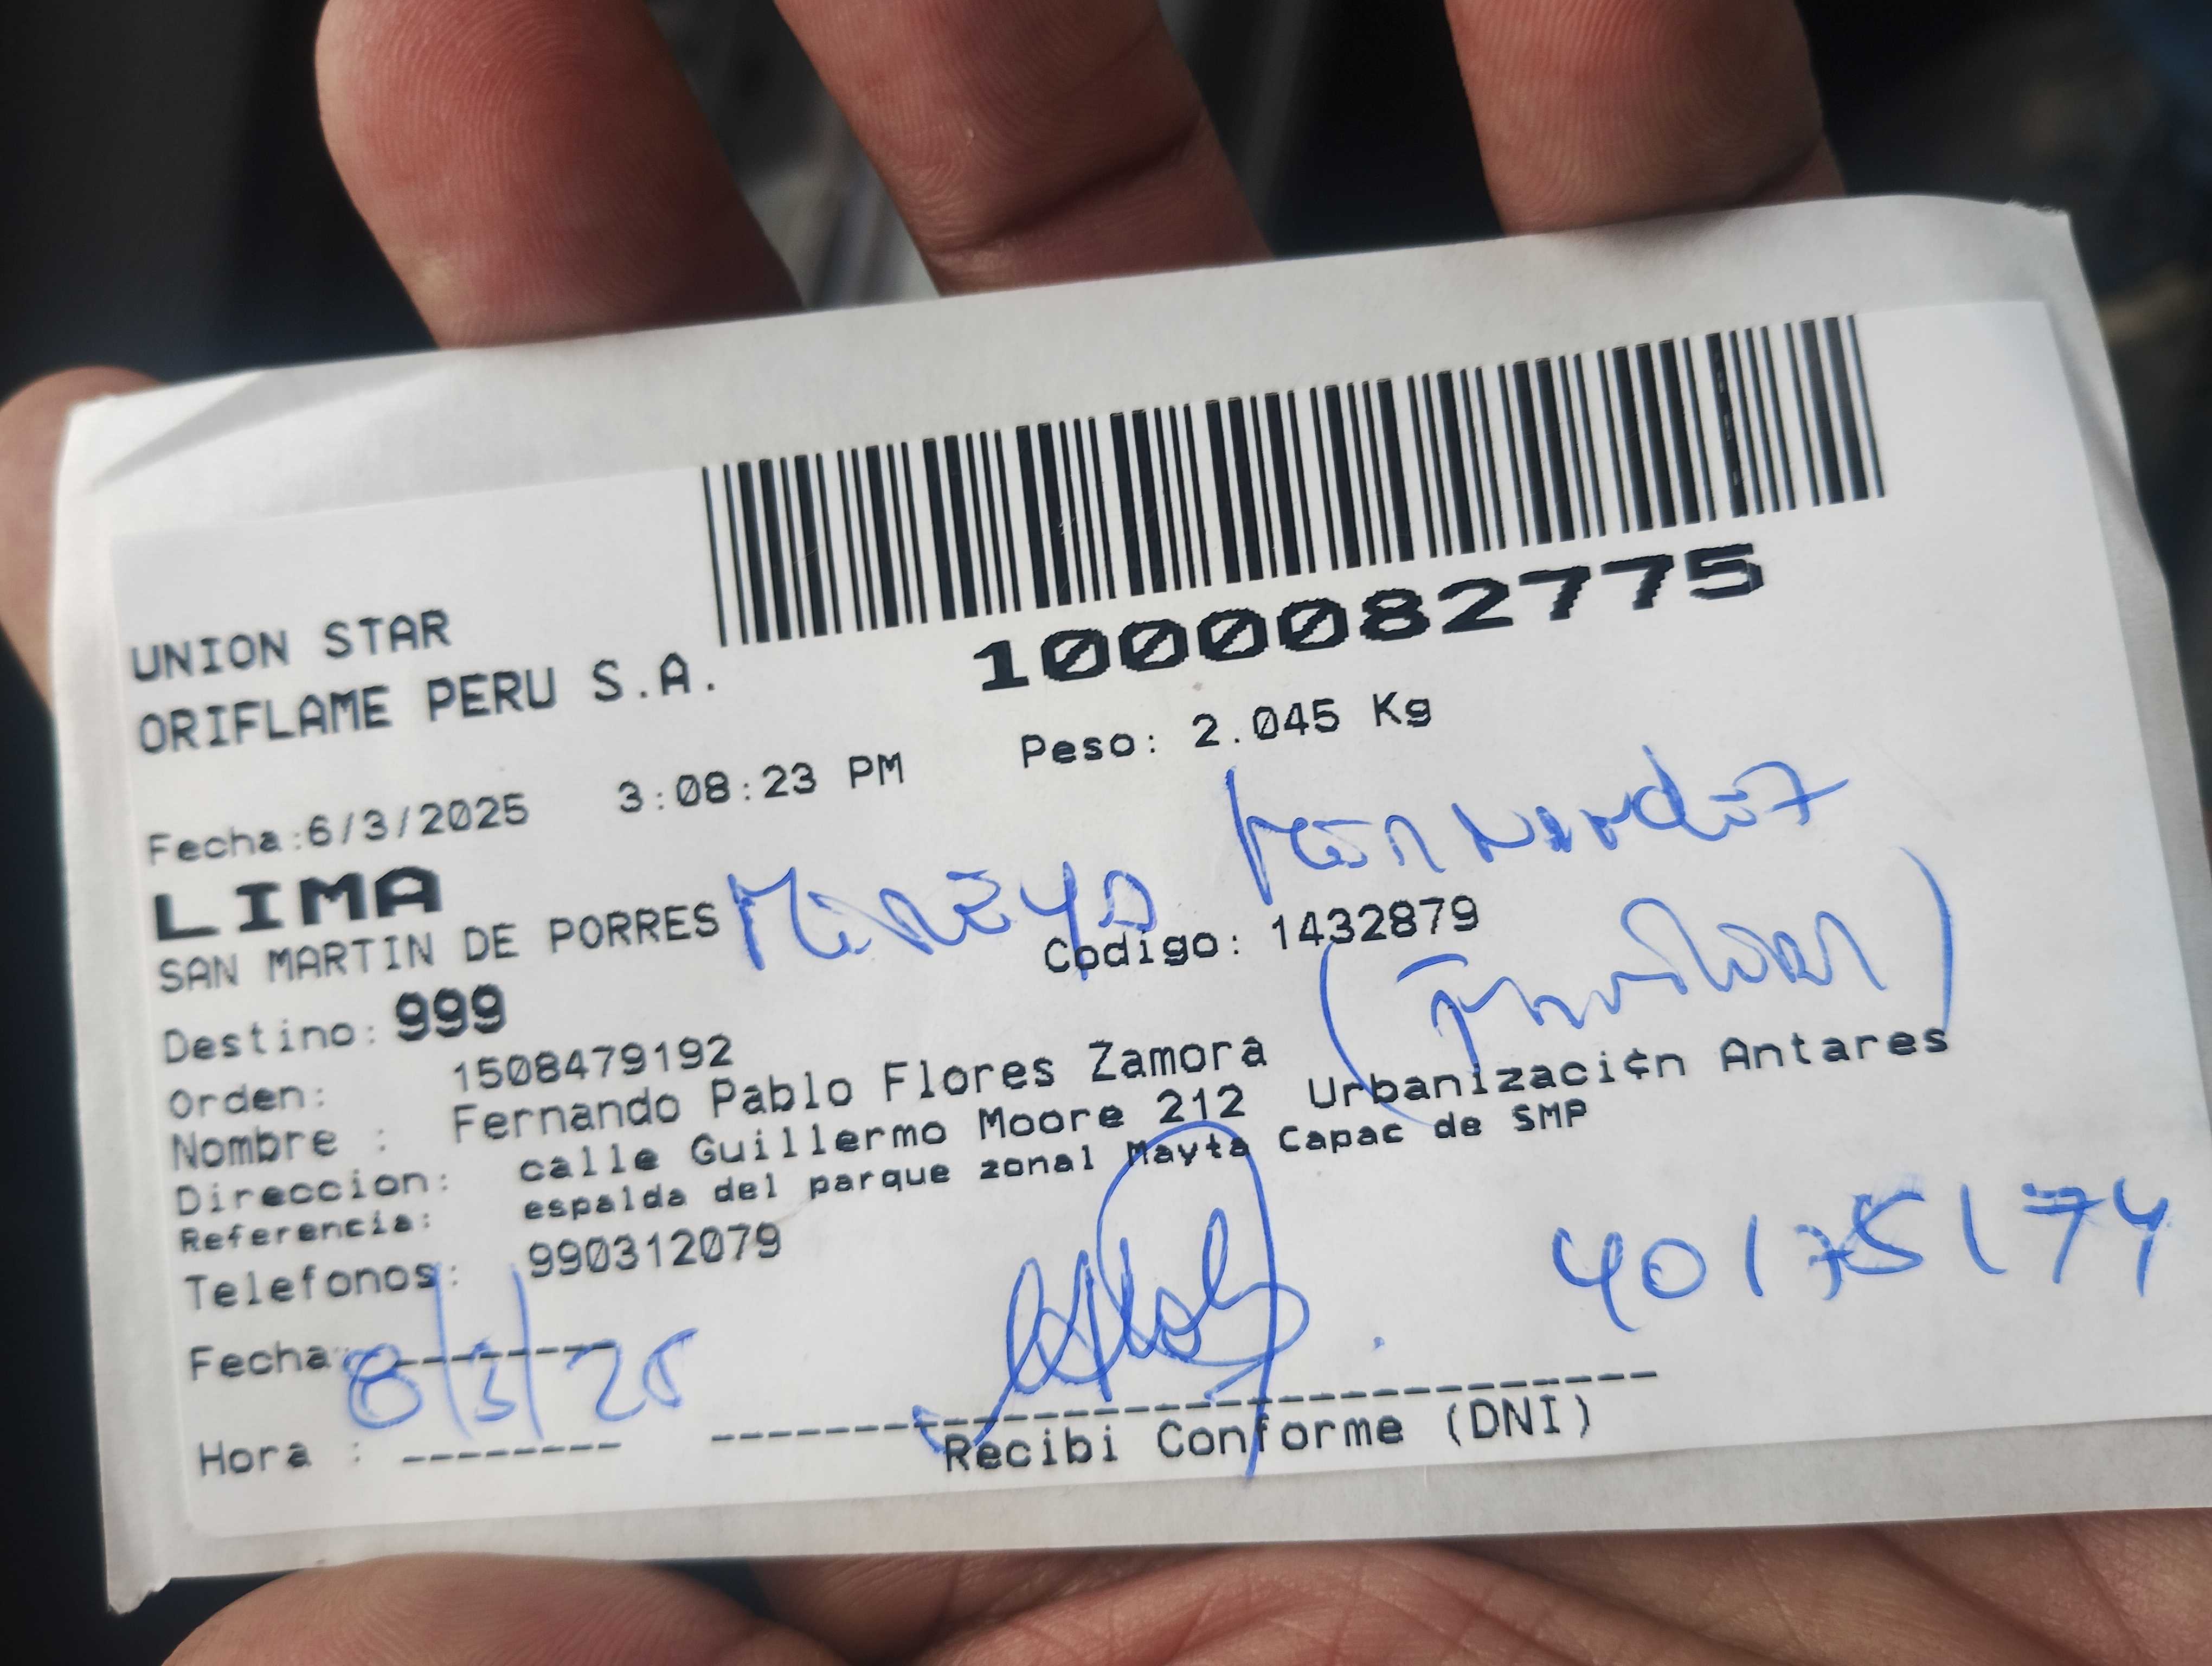 UNION STAR
ORIFLAME PERU S.A.
1000082775
Fecha:6/3/2025 3:08:23 PM Peso: 2.045 Kg
LIMA
SAN MARTIN DE PORRES
Mireya Hernandez
Codigo: 1432879
(Familiar)
Destino: 999
Orden: 1508479192
Nombre : Fernando Pablo Flores Zamora
Direccion: calle Guillermo Moore 212 Urbanizaci¢n Antares
Referencia: espalda del parque zonal Mayta Capac de SMP
Telefonos: 990312079
Fecha: 8/3/25
Hora : --------
Recibi Conforme (DNI)